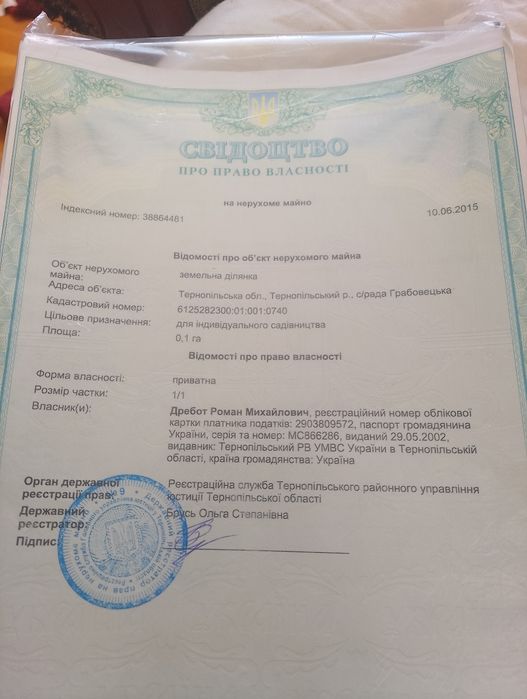 СВІДОЦТВО
ПРО ПРАВО ВЛАСНОСТІ
на нерухоме майно
Індексний номер: 38864481
10.06.2015
Відомості про об'єкт нерухомого майна
Об'єкт нерухомого майна: земельна ділянка
Адреса об'єкта: Тернопільська обл., Тернопільський р., с/рада Грабовецька
Кадастровий номер: 6125282300:01:001:0740
Цільове призначення: для індивідуального садівництва
Площа: 0,1 га
Відомості про право власності
Форма власності: приватна
Розмір частки: 1/1
Власник(и): Дребот Роман Михайлович, реєстраційний номер облікової
картки платника податків: 2903809572, паспорт громадянина
України, серія та номер: МС866286, виданий 29.05.2002,
видавник: Тернопільський РВ УМВС України в Тернопільській
області, країна громадянства: Україна
Орган державної реєстрації прав: Реєстраційна служба Тернопільського районного управління
юстиції Тернопільської області
Державний реєстратор: Брусь Ольга Степанівна
Підпис: